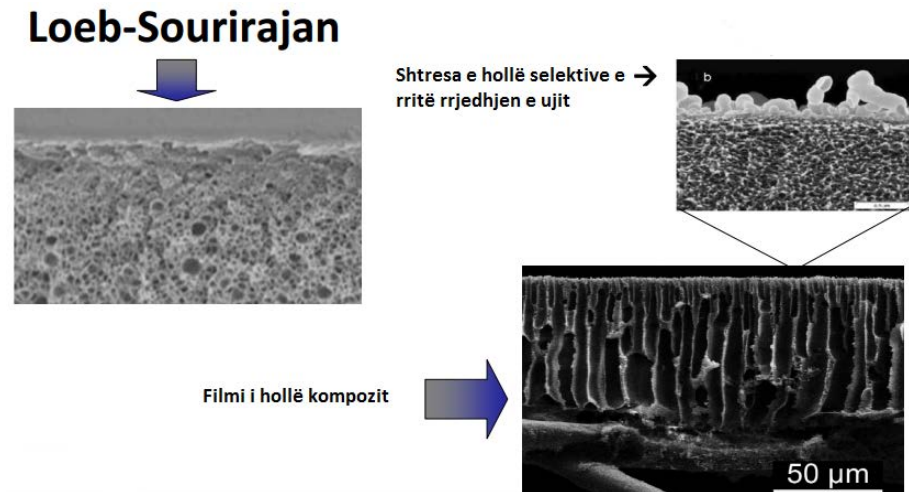 Loeb-Sourirajan
Shtresa e hollë selektive e →
rritë rrjedhjen e ujit
b
Filmi i hollë kompozit
50 µm